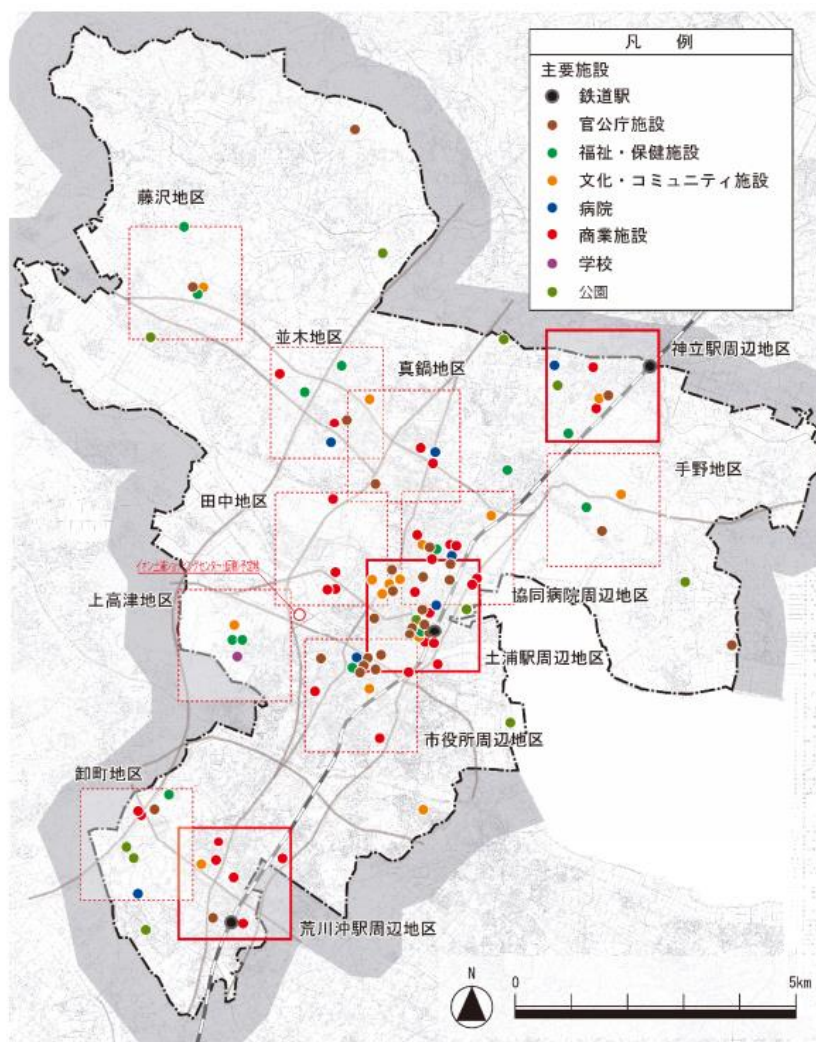 凡 例
主要施設
鉄道駅
官公庁施設
福祉・保健施設
文化・コミュニティ施設
病院
商業施設
学校
公園
藤沢地区
並木地区
真鍋地区
神立駅周辺地区
手野地区
田中地区
上高津地区
協同病院周辺地区
土浦駅周辺地区
市役所周辺地区
卸町地区
荒川沖駅周辺地区
N
0
5km